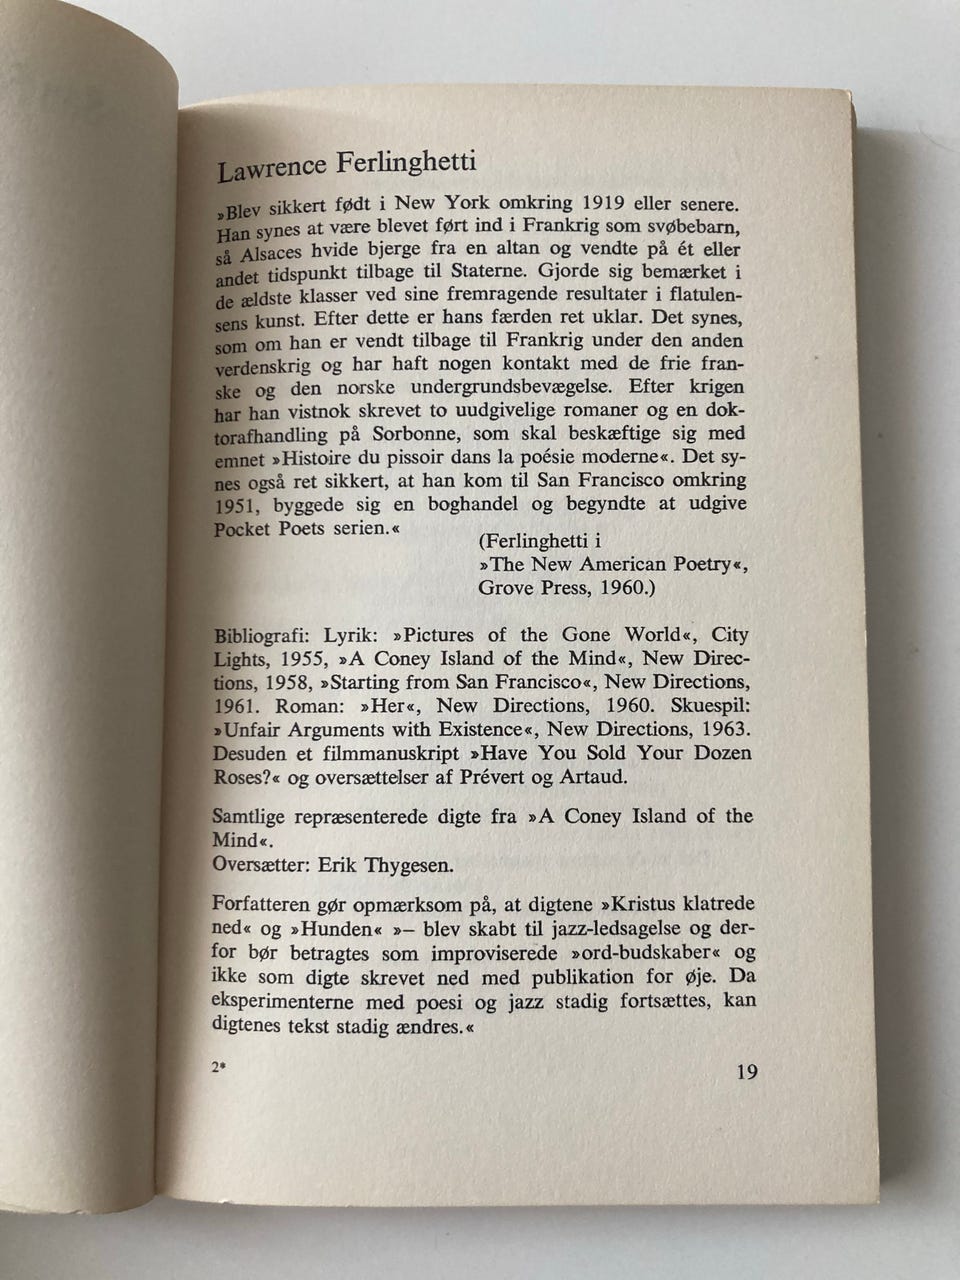 Lawrence Ferlinghetti
»Blev sikkert født i New York omkring 1919 eller senere.
Han synes at være blevet ført ind i Frankrig som svøbebarn,
så Alsaces hvide bjerge fra en altan og vendte på ét eller
andet tidspunkt tilbage til Staterne. Gjorde sig bemærket i
de ældste klasser ved sine fremragende resultater i flatulen-
sens kunst. Efter dette er hans færden ret uklar. Det synes,
som om han er vendt tilbage til Frankrig under den anden
verdenskrig og har haft nogen kontakt med de frie fran-
ske og den norske undergrundsbevægelse. Efter krigen
har han vistnok skrevet to uudgivelige romaner og en dok-
torafhandling på Sorbonne, som skal beskæftige sig med
emnet »Histoire du pissoir dans la poésie moderne«. Det sy-
nes også ret sikkert, at han kom til San Francisco omkring
1951, byggede sig en boghandel og begyndte at udgive
Pocket Poets serien.«
(Ferlinghetti i
»The New American Poetry«,
Grove Press, 1960.)
Bibliografi: Lyrik: »Pictures of the Gone World«, City
Lights, 1955, »A Coney Island of the Mind«, New Direc-
tions, 1958, »Starting from San Francisco«, New Directions,
1961. Roman: »Her«, New Directions, 1960. Skuespil:
»Unfair Arguments with Existence«, New Directions, 1963.
Desuden et filmmanuskript »Have You Sold Your Dozen
Roses?« og oversættelser af Prévert og Artaud.
Samtlige repræsenterede digte fra »A Coney Island of the
Mind«.
Oversætter: Erik Thygesen.
Forfatteren gør opmærksom på, at digtene »Kristus klatrede
ned« og »Hunden« »– blev skabt til jazz-ledsagelse og der-
for bør betragtes som improviserede »ord-budskaber« og
ikke som digte skrevet ned med publikation for øje. Da
eksperimenterne med poesi og jazz stadig fortsættes, kan
digtenes tekst stadig ændres.«
2*
19